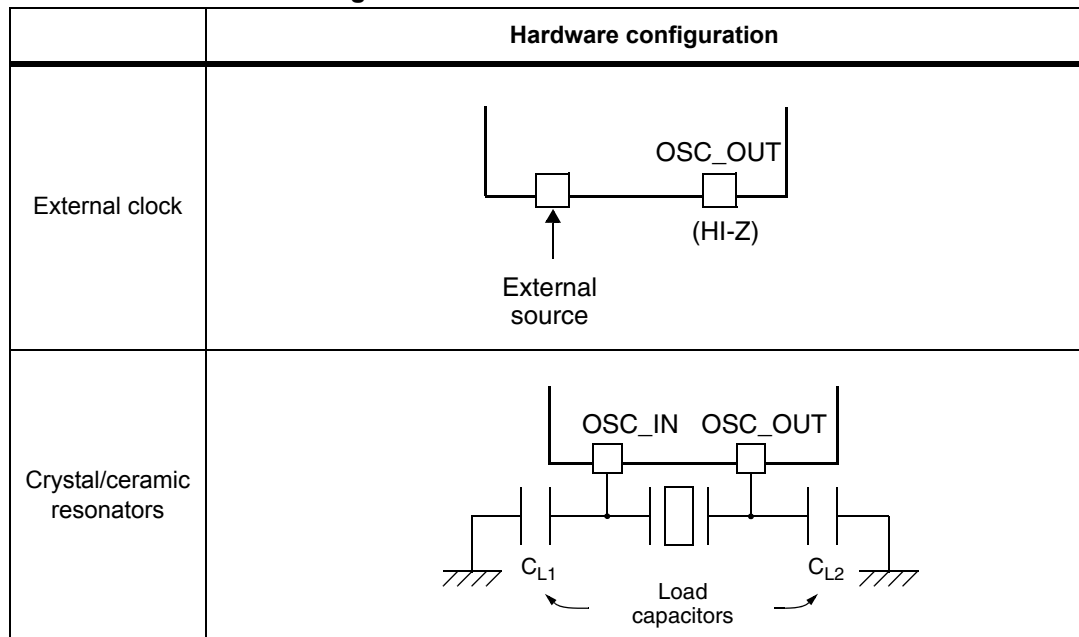 Hardware configuration
External clock
OSC_OUT
(HI-Z)
External
source
Crystal/ceramic
resonators
OSC_IN OSC_OUT
CL1
CL2
Load
capacitors